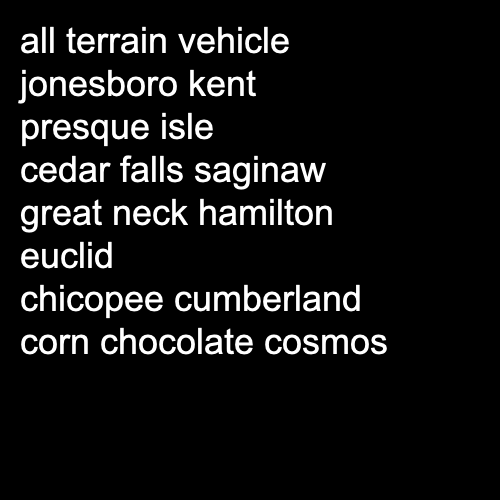 all terrain vehicle
jonesboro kent
presque isle
cedar falls saginaw
great neck hamilton
euclid
chicopee cumberland
corn chocolate cosmos